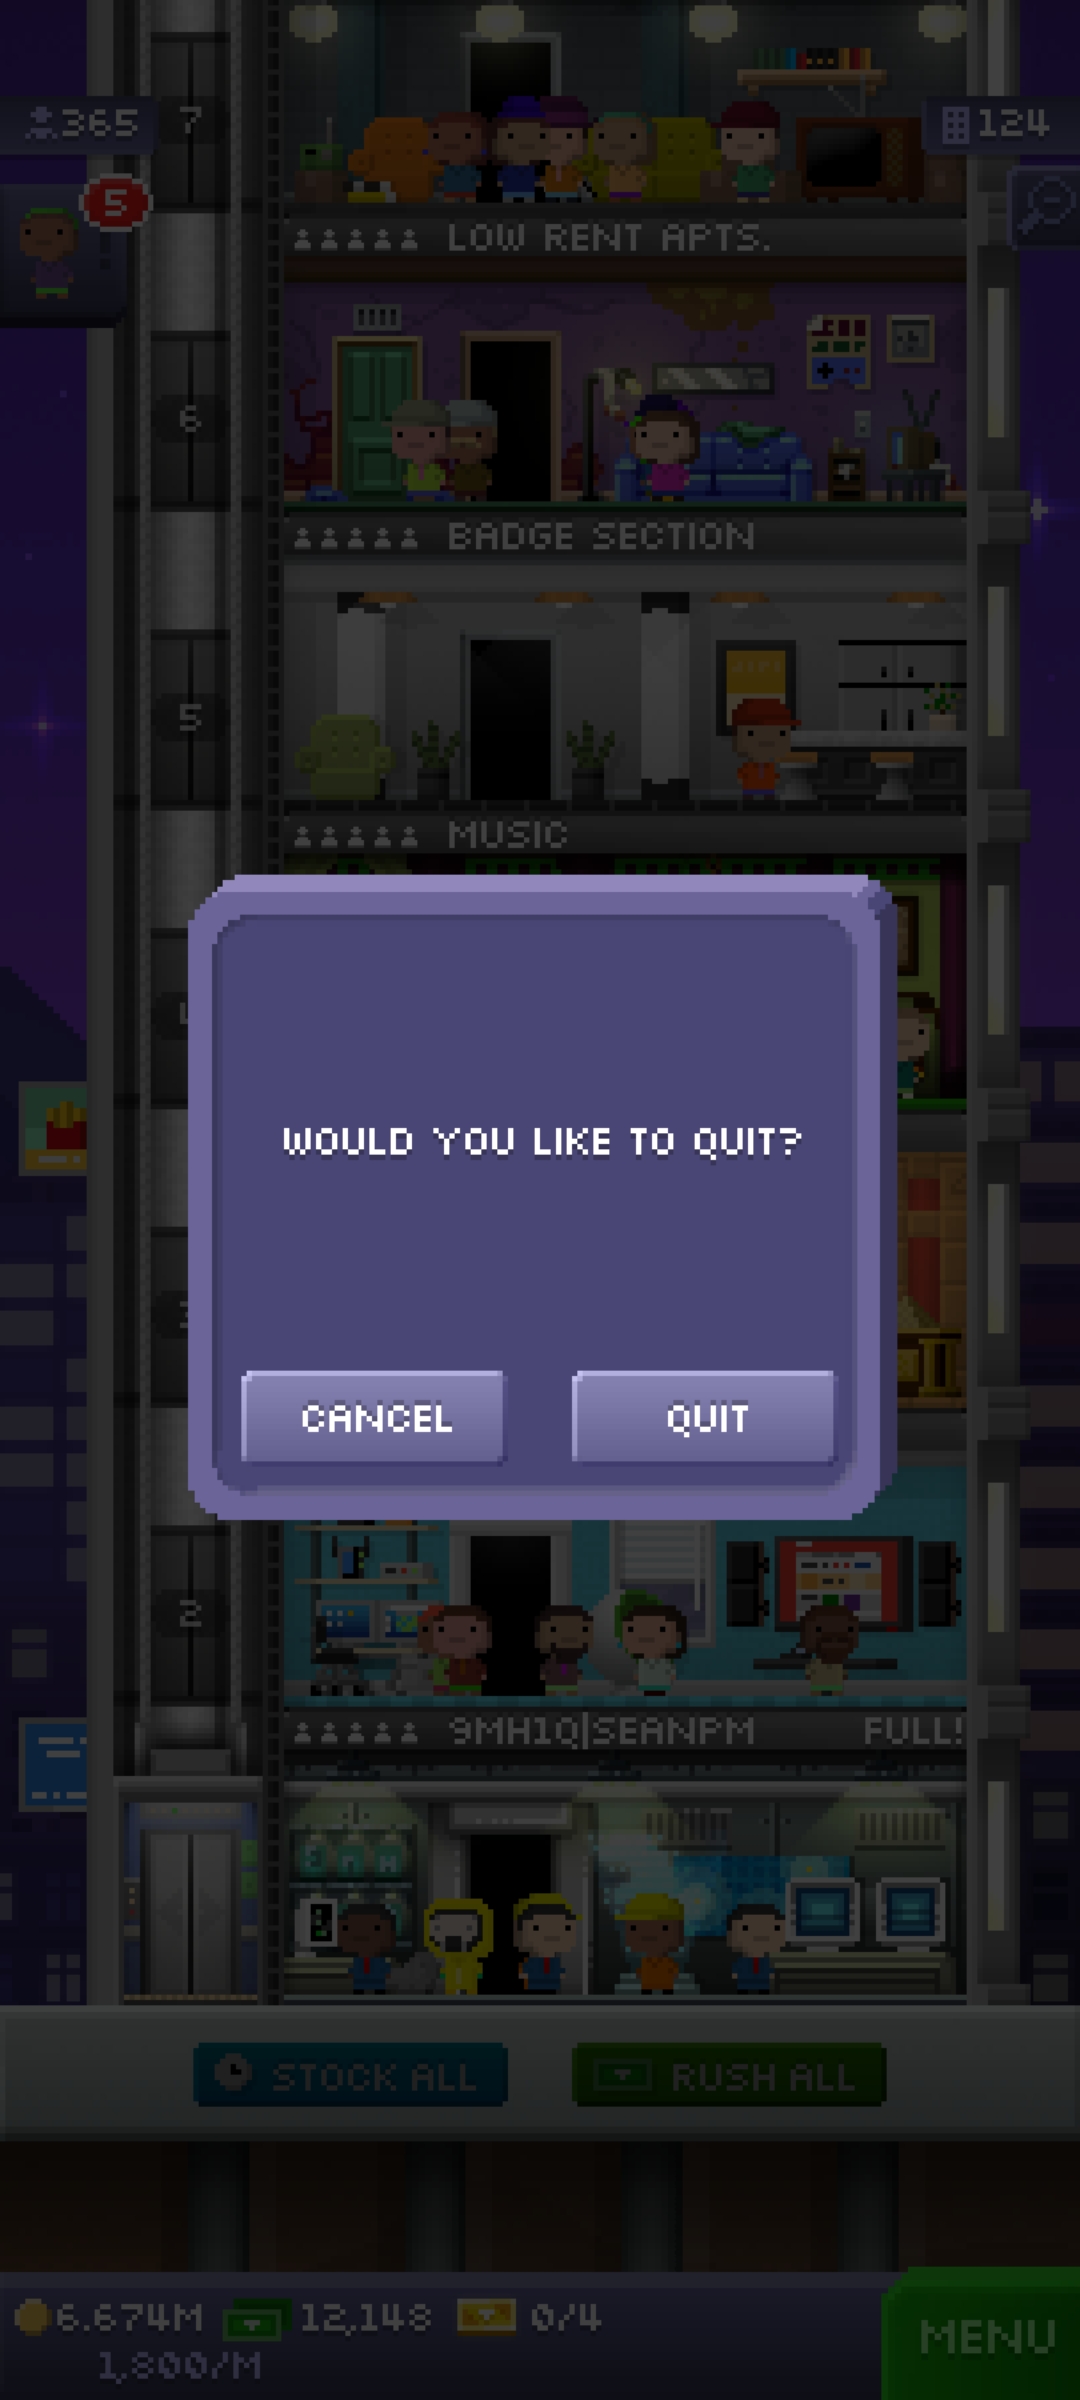 7
365
124
5
LOW RENT APTS.
6
BADGE SECTION
5
MUSIC
WOULD YOU LIKE TO QUIT?
CANCEL
QUIT
2
9MH1Q|SEANPM
FULL!
STOCK ALL
RUSH ALL
6.674M
12,148
0/4
1,800/M
MENU